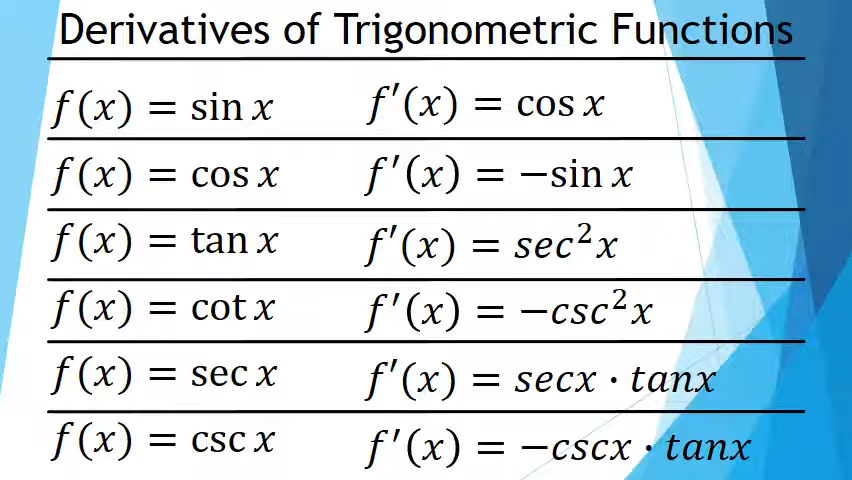 Derivatives of Trigonometric Functions
f(x) = sin x f′(x) = cos x
f(x) = cos x f′(x) = −sin x
f(x) = tan x f′(x) = sec²x
f(x) = cot x f′(x) = −csc²x
f(x) = sec x f′(x) = secx · tanx
f(x) = csc x f′(x) = −cscx · tanx